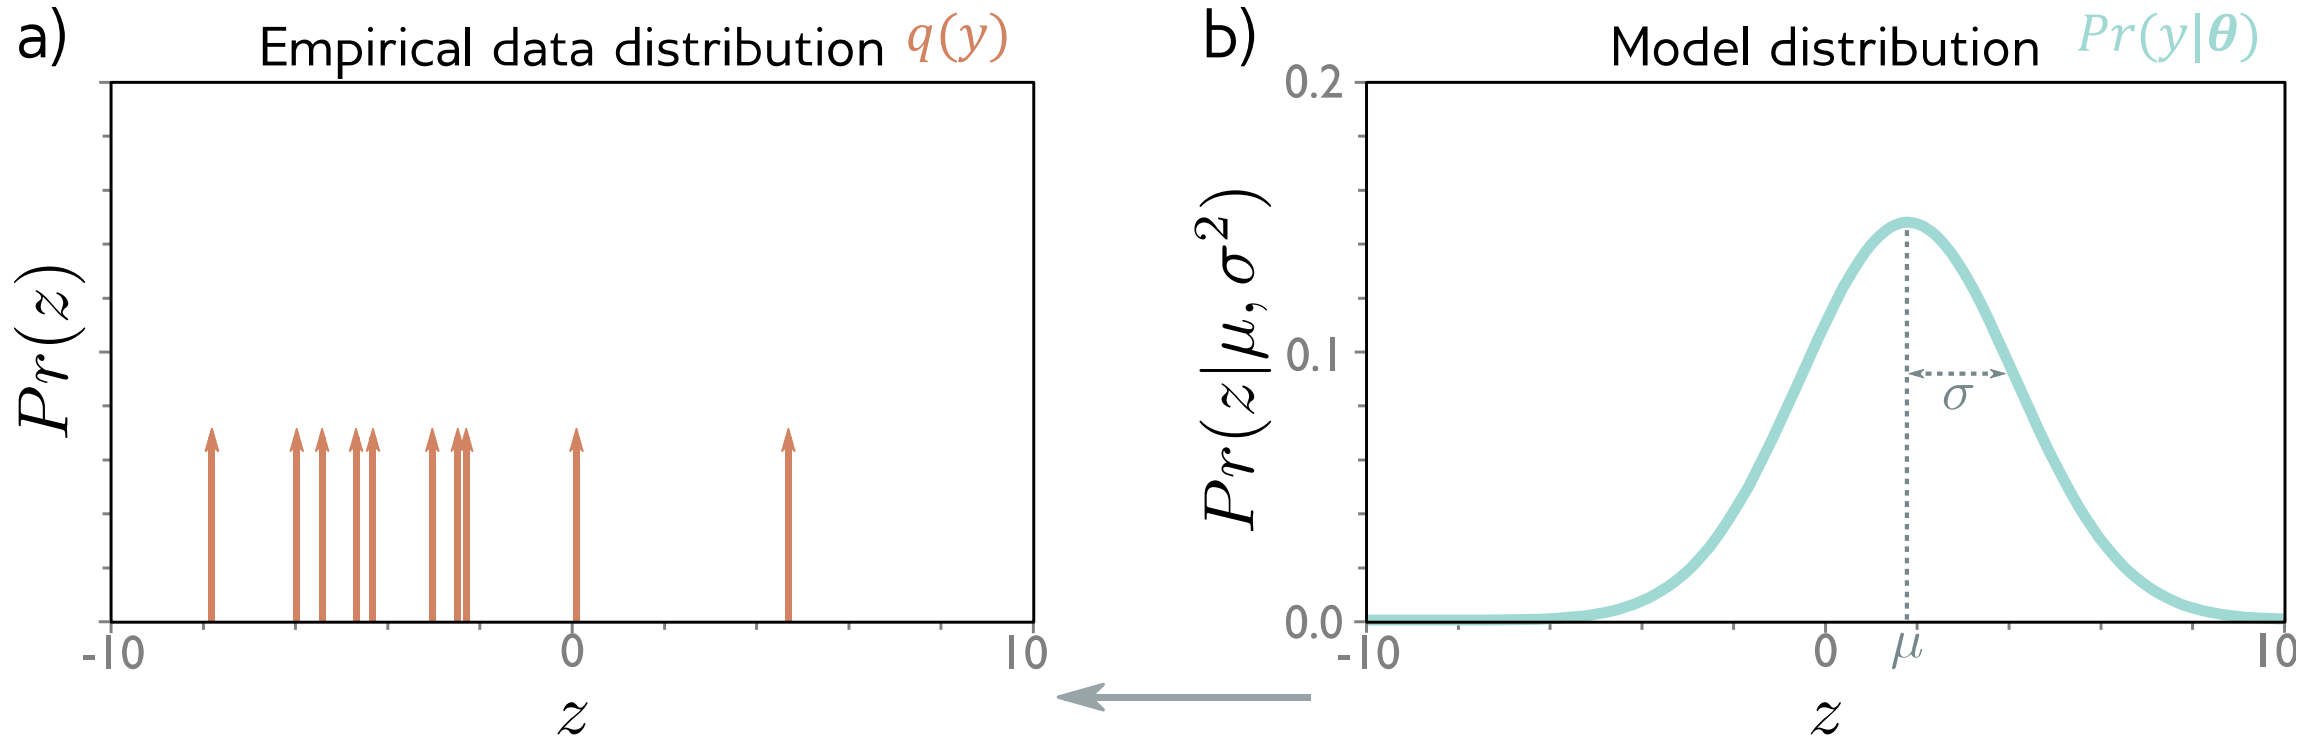 a)
Empirical data distribution q(y)
Pr(z)
-10
0
10
z
b)
Model distribution Pr(y|θ)
Pr(z|μ, σ²)
0.2
0.1
0.0
σ
-10
0
μ
10
z